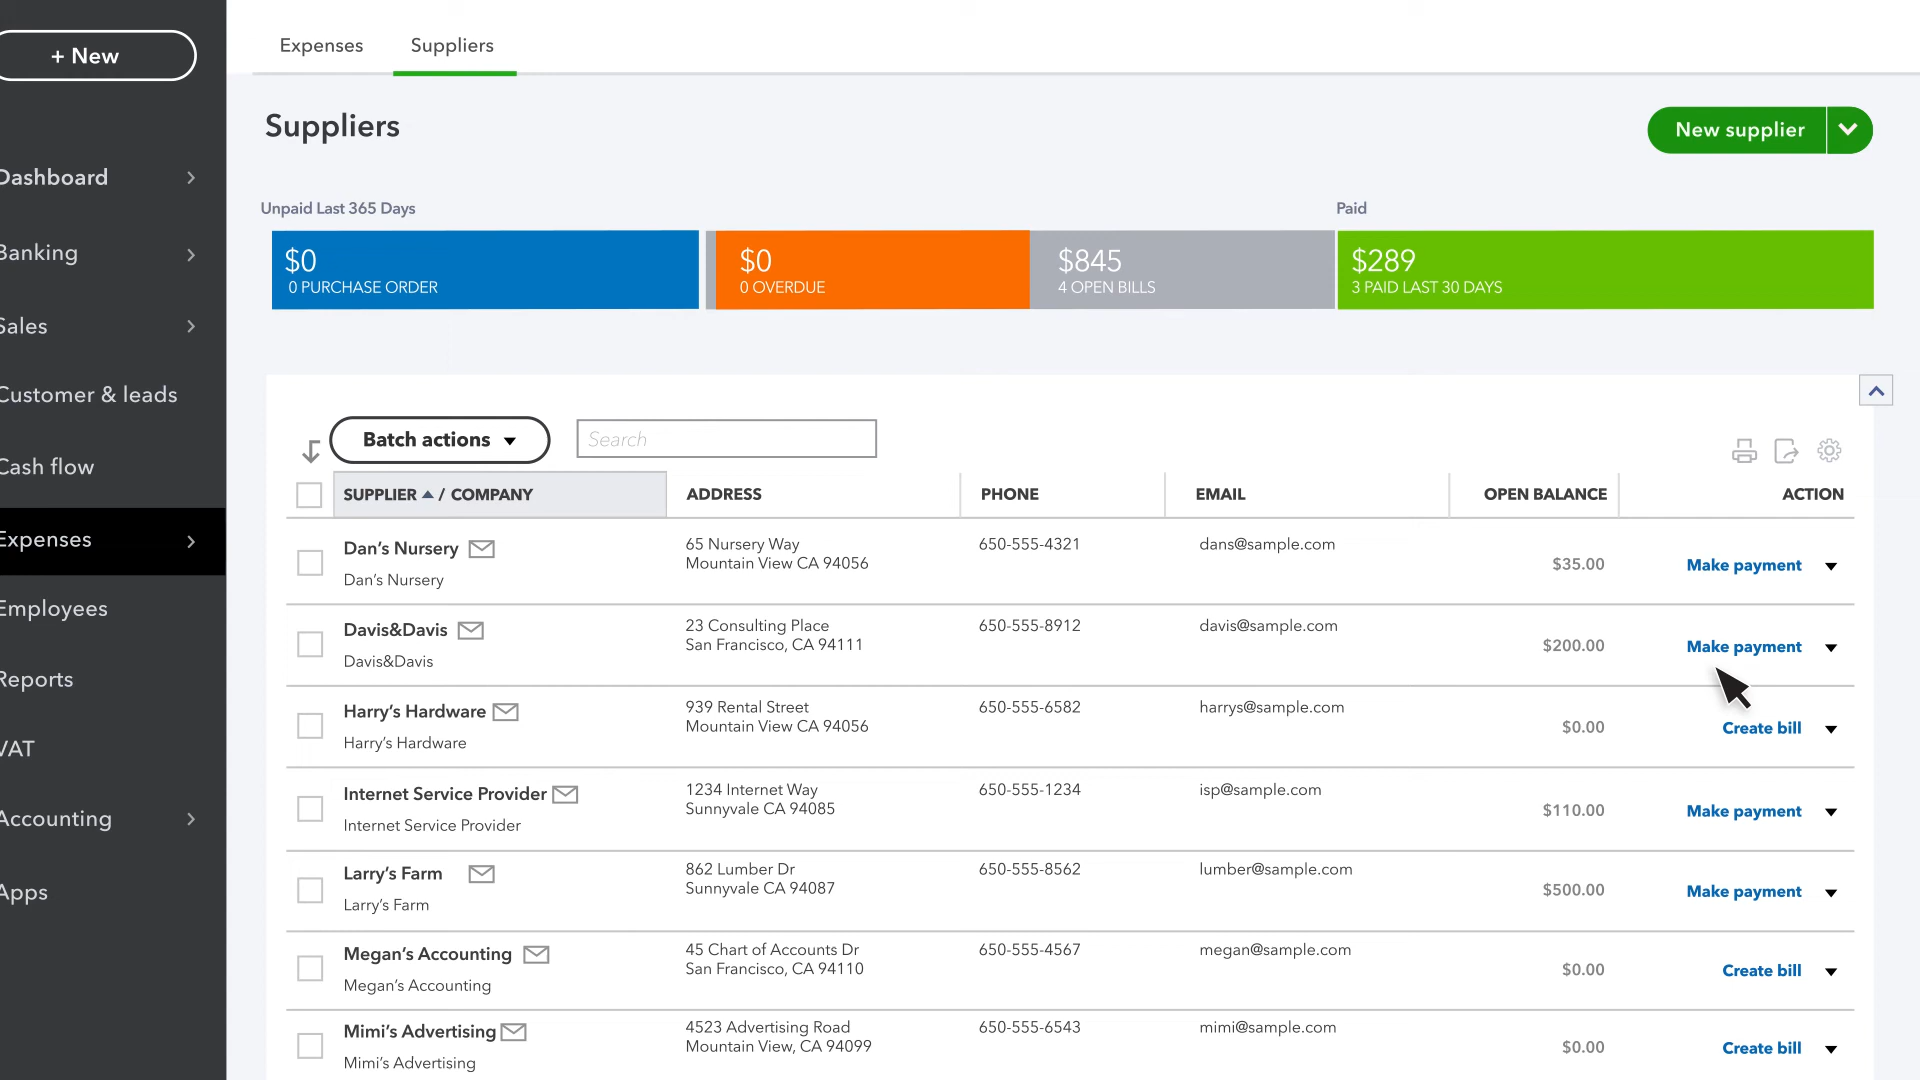 + New
Dashboard
Banking
Sales
Customer & leads
Cash flow
Expenses
Employees
Reports
VAT
Accounting
Apps
Expenses
Suppliers
Suppliers
New supplier
Unpaid Last 365 Days
Paid
$0
0 PURCHASE ORDER
$0
0 OVERDUE
$845
4 OPEN BILLS
$289
3 PAID LAST 30 DAYS
Batch actions
Search
SUPPLIER / COMPANY
ADDRESS
PHONE
EMAIL
OPEN BALANCE
ACTION
Dan's Nursery
Dan's Nursery
65 Nursery Way
Mountain View CA 94056
650-555-4321
dans@sample.com
$35.00
Make payment
Davis&Davis
Davis&Davis
23 Consulting Place
San Francisco, CA 94111
650-555-8912
davis@sample.com
$200.00
Make payment
Harry's Hardware
Harry's Hardware
939 Rental Street
Mountain View CA 94056
650-555-6582
harrys@sample.com
$0.00
Create bill
Internet Service Provider
Internet Service Provider
1234 Internet Way
Sunnyvale CA 94085
650-555-1234
isp@sample.com
$110.00
Make payment
Larry's Farm
Larry's Farm
862 Lumber Dr
Sunnyvale CA 94087
650-555-8562
lumber@sample.com
$500.00
Make payment
Megan's Accounting
Megan's Accounting
45 Chart of Accounts Dr
San Francisco, CA 94110
650-555-4567
megan@sample.com
$0.00
Create bill
Mimi's Advertising
Mimi's Advertising
4523 Advertising Road
Mountain View, CA 94099
650-555-6543
mimi@sample.com
$0.00
Create bill